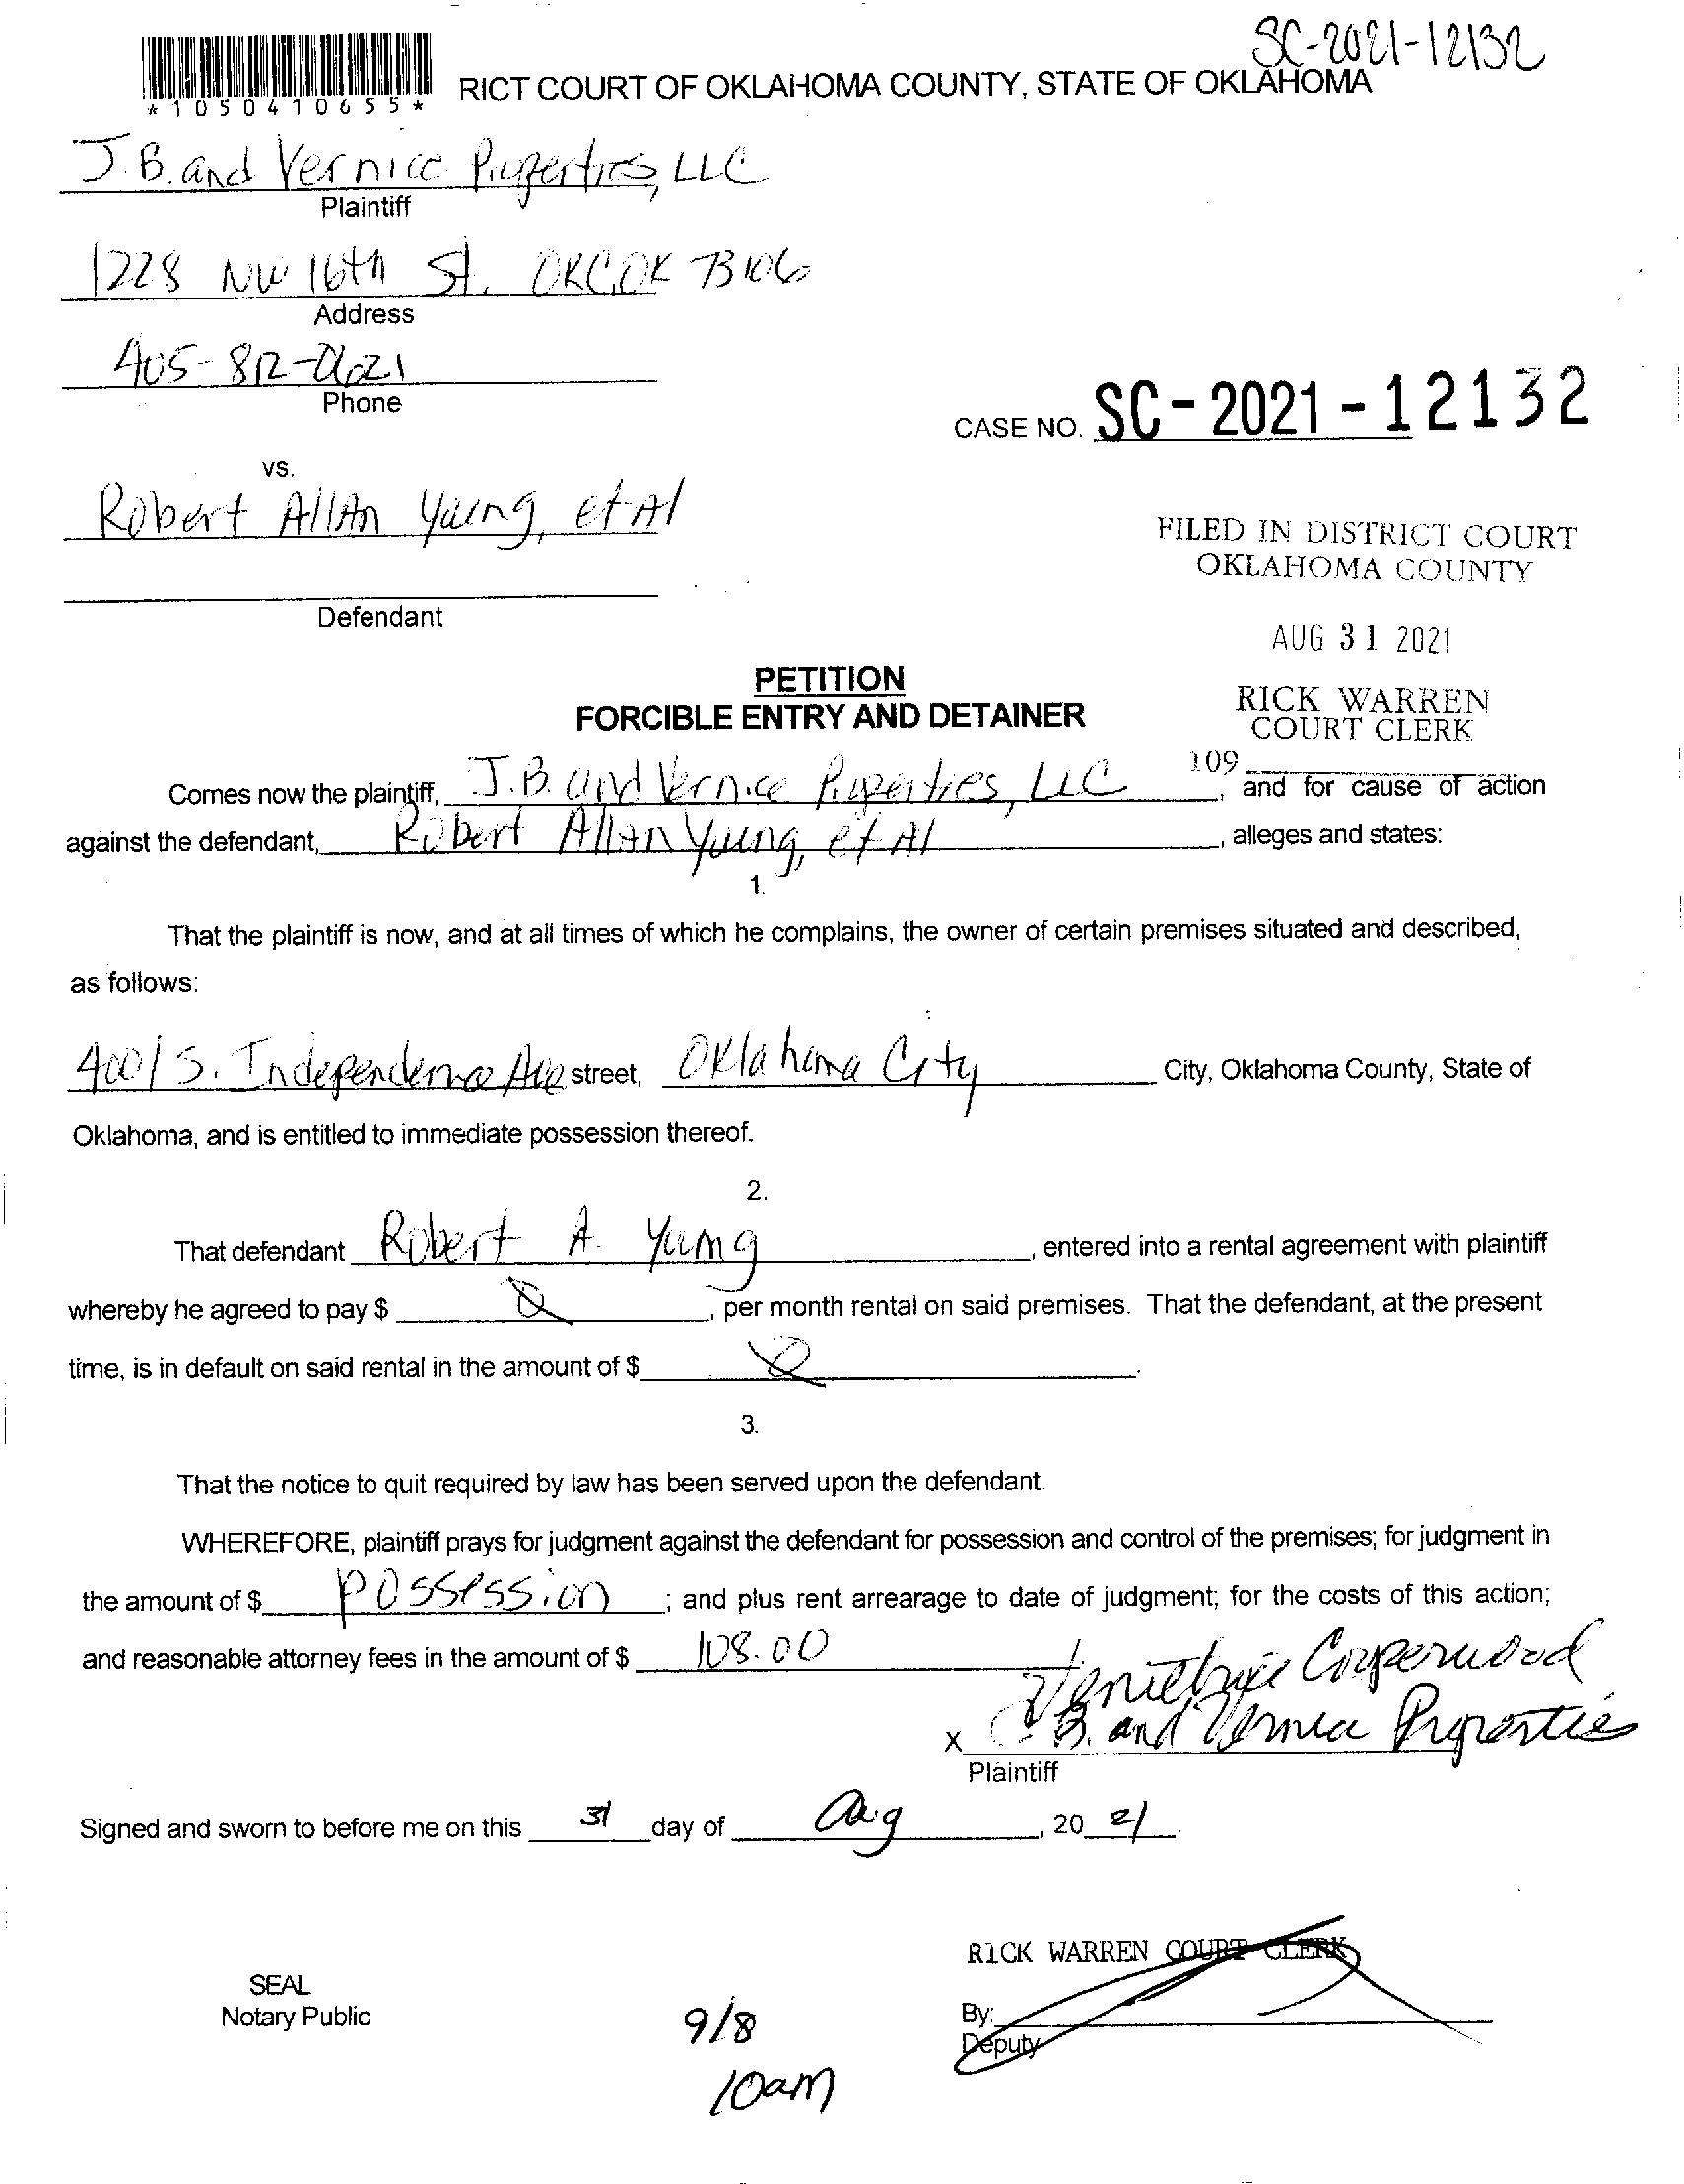 SC-2021-12132
*1050410655*
RICT COURT OF OKLAHOMA COUNTY, STATE OF OKLAHOMA
J.B. and Vernice Properties, LLC
Plaintiff
1228 NW 16th St. OKC, OK 73106
Address
405-812-0621
Phone
CASE NO. SC-2021-12132
vs.
Robert Allan Young, et Al
FILED IN DISTRICT COURT
OKLAHOMA COUNTY
Defendant
AUG 31 2021
PETITION
FORCIBLE ENTRY AND DETAINER
RICK WARREN
COURT CLERK
109
Comes now the plaintiff, J.B. and Vernice Properties, LLC, and for cause of action
against the defendant, Robert Allan Young, et Al, alleges and states:
1.
That the plaintiff is now, and at all times of which he complains, the owner of certain premises situated and described,
as follows:
4001 S. Independence Ave street, Oklahoma City City, Oklahoma County, State of
Oklahoma, and is entitled to immediate possession thereof.
2.
That defendant Robert A. Young, entered into a rental agreement with plaintiff
whereby he agreed to pay $ 0, per month rental on said premises. That the defendant, at the present
time, is in default on said rental in the amount of $ 0.
3.
That the notice to quit required by law has been served upon the defendant.
WHEREFORE, plaintiff prays for judgment against the defendant for possession and control of the premises; for judgment in
the amount of $ possession; and plus rent arrearage to date of judgment; for the costs of this action;
and reasonable attorney fees in the amount of $ 108.00
Copperwood
X J.B. and Vernice Properties
Plaintiff
Signed and sworn to before me on this 31 day of Aug, 20 21.
RICK WARREN COURT CLERK
SEAL
Notary Public
By:
Deputy
9/8
10am